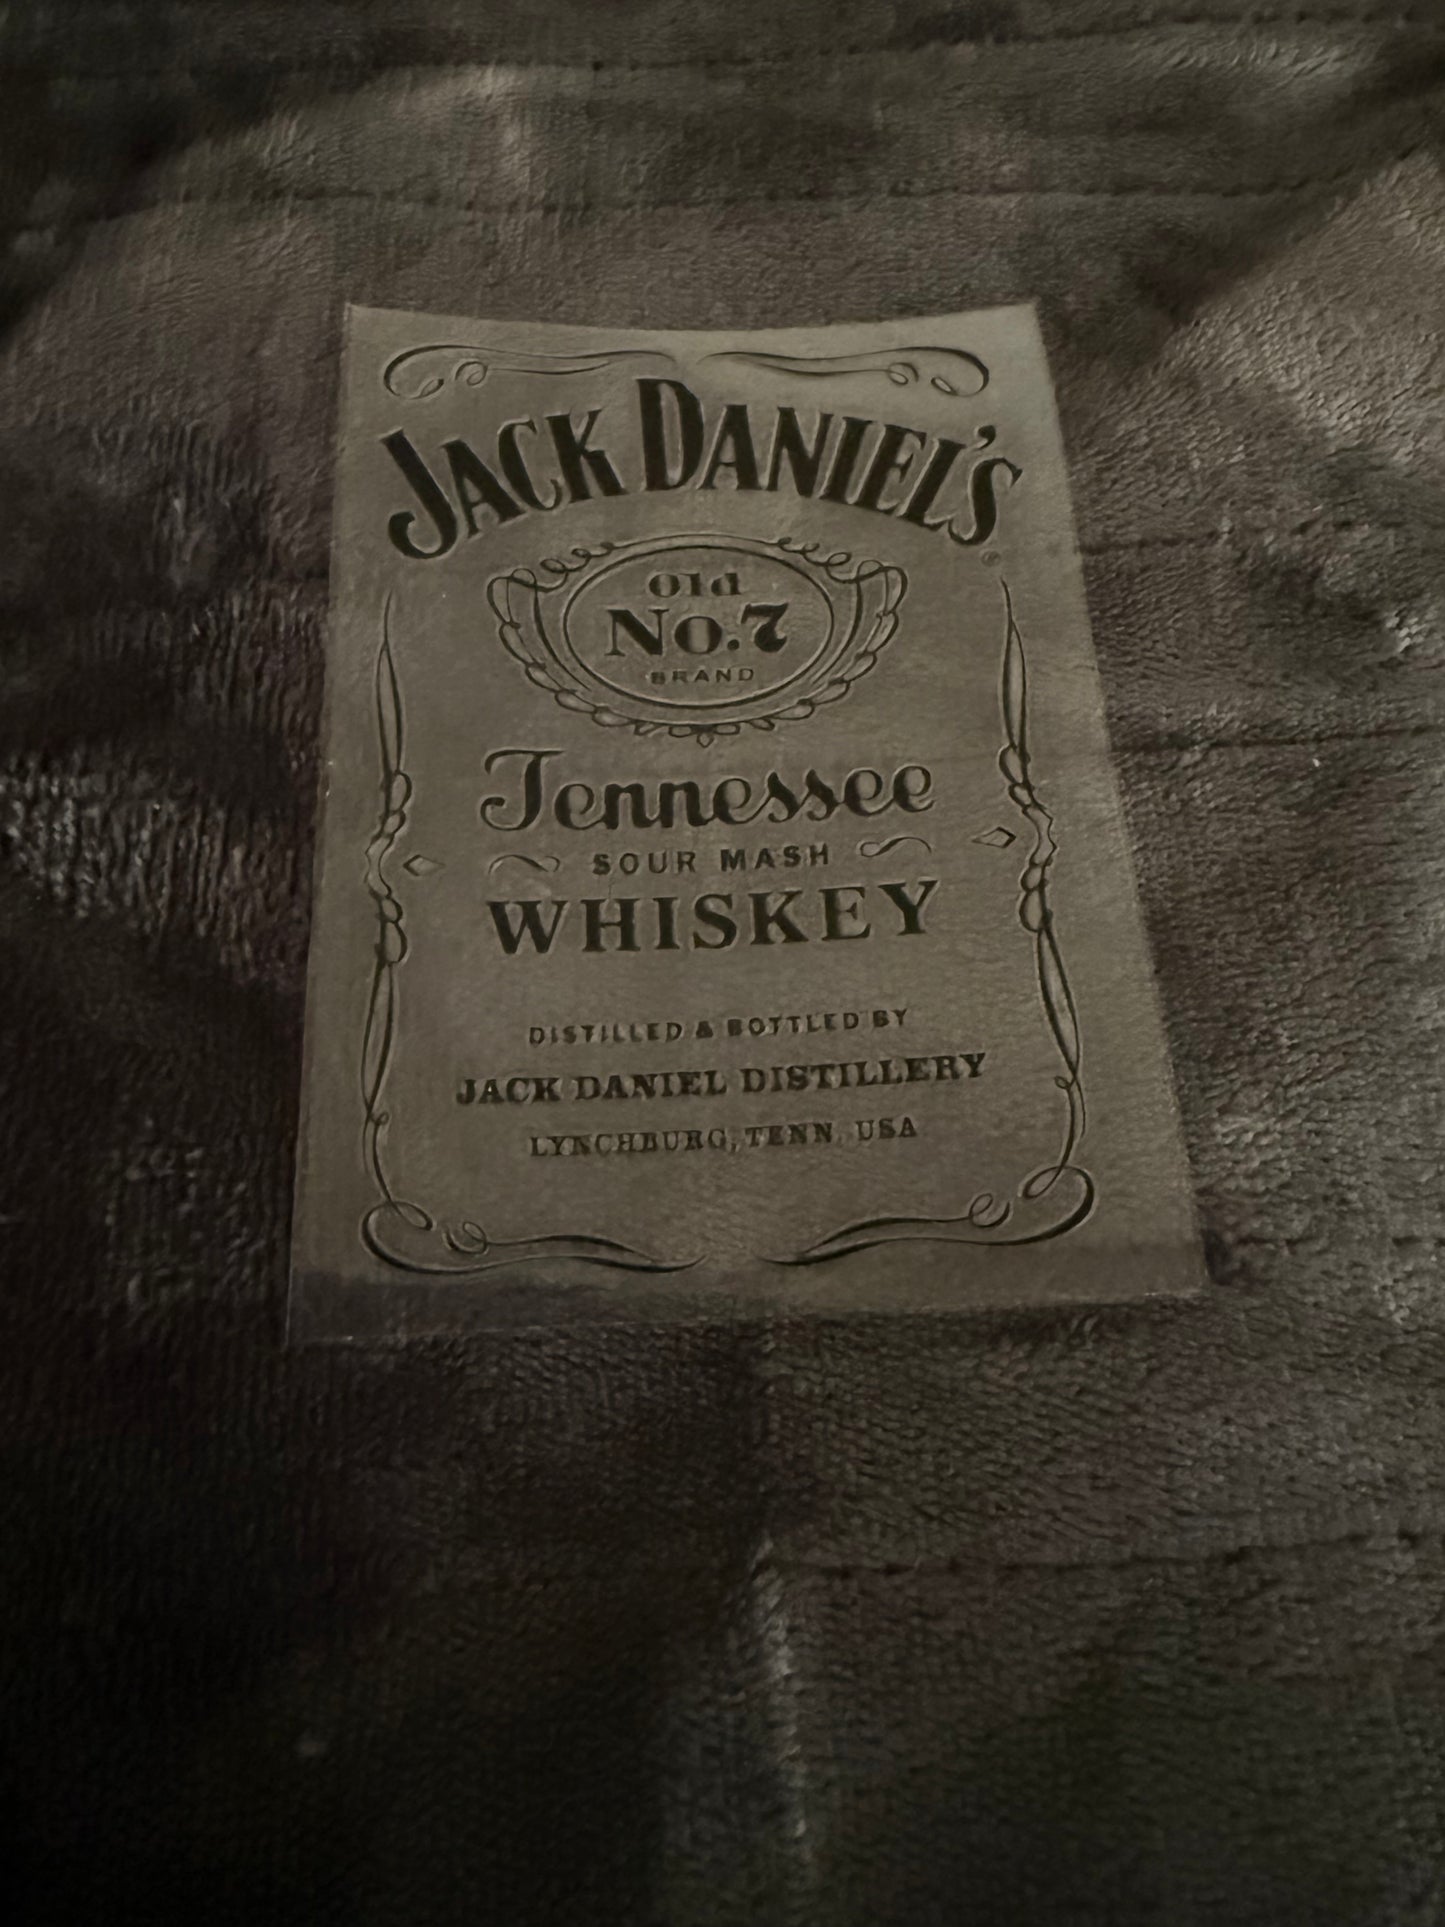 JACK DANIEL'S
®
Old
No.7
BRAND
Tennessee
SOUR MASH
WHISKEY
DISTILLED & BOTTLED BY
JACK DANIEL DISTILLERY
LYNCHBURG, TENN. USA